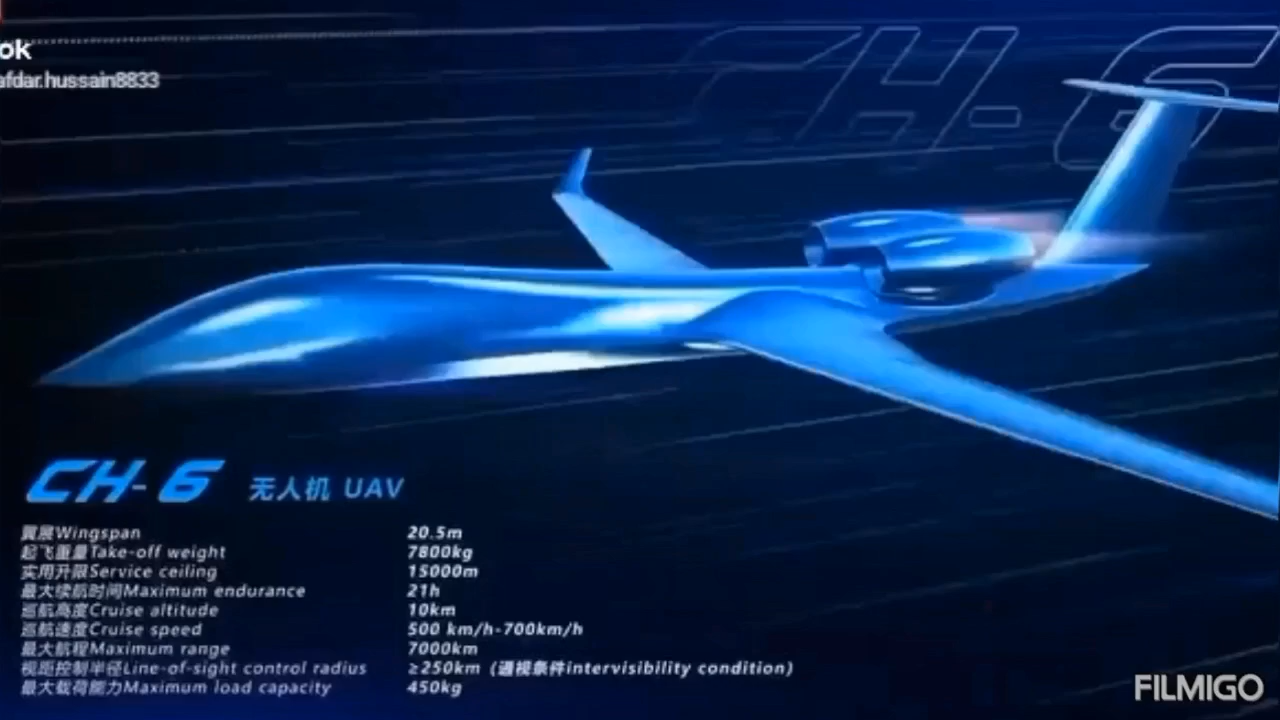 CH-6
ok
afdar.hussain8833
CH-6 无人机 UAV
翼展Wingspan 20.5m
起飞重量Take-off weight 7800kg
实用升限Service ceiling 15000m
最大续航时间Maximum endurance 21h
巡航高度Cruise altitude 10km
巡航速度Cruise speed 500 km/h-700km/h
最大航程Maximum range 7000km
视距控制半径Line-of-sight control radius ≥250km (通视条件intervisibility condition)
最大载荷能力Maximum load capacity 450kg
FILMIGO